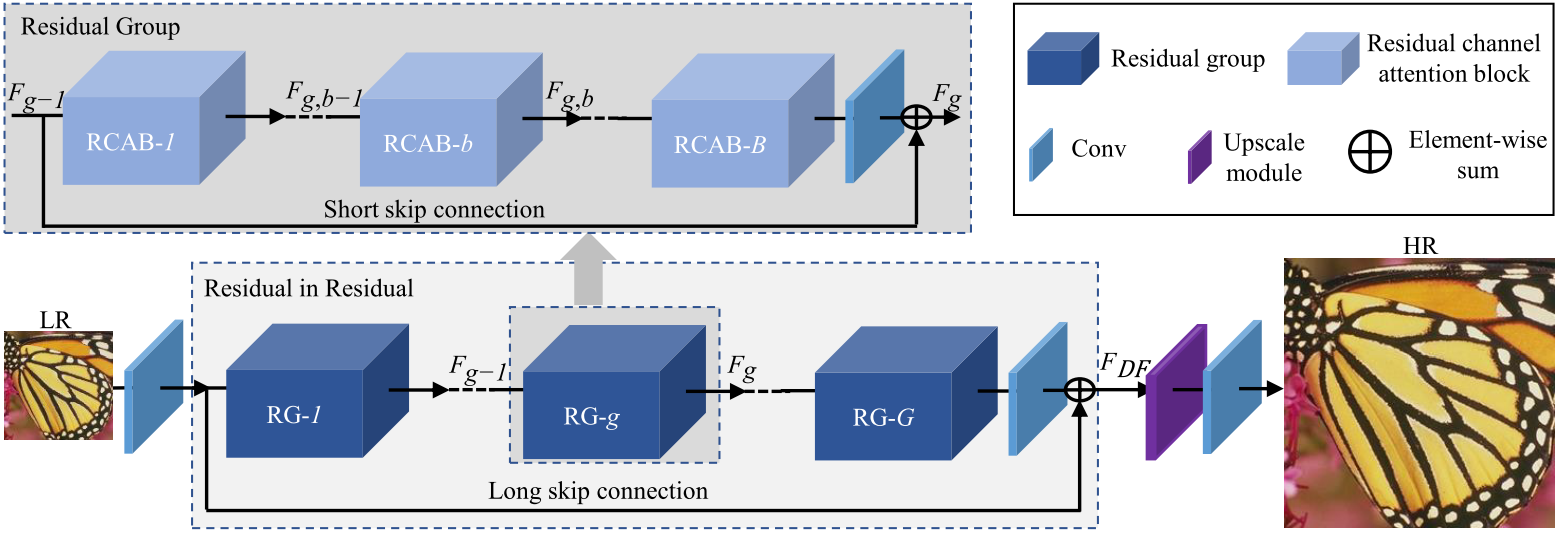 Residual Group
F_{g-1}
RCAB-1
F_{g,b-1}
RCAB-b
F_{g,b}
RCAB-B
F_g
Short skip connection
Residual group
Residual channel
attention block
Conv
Upscale
module
Element-wise
sum
LR
Residual in Residual
RG-1
F_{g-1}
RG-g
F_g
RG-G
F_{DF}
Long skip connection
HR